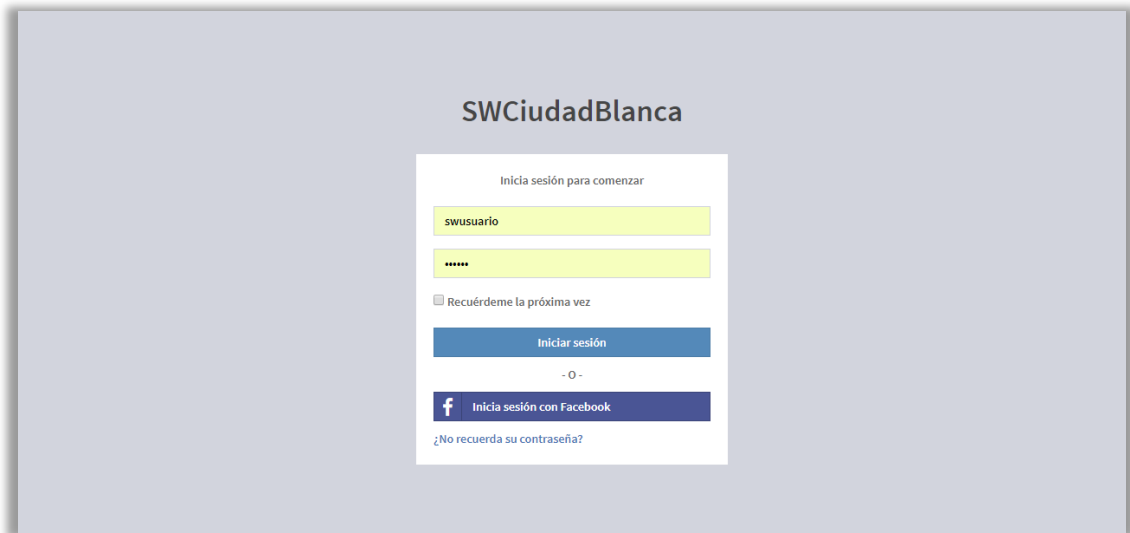 SWCiudadBlanca
Inicia sesión para comenzar
swusuario
••••••
Recuérdeme la próxima vez
Iniciar sesión
- O -
Inicia sesión con Facebook
¿No recuerda su contraseña?